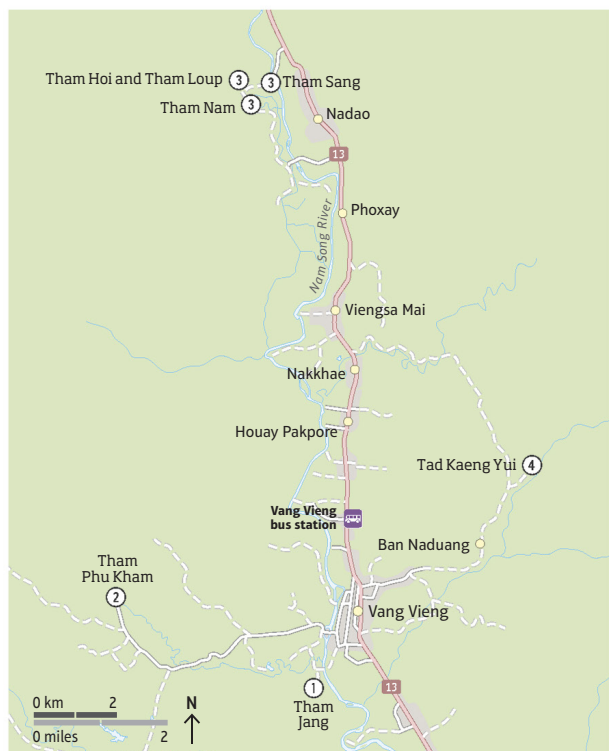 Tham Hoi and Tham Loup
3
3
Tham Sang
Tham Nam
3
Nadao
13
Phoxay
Nam Song River
Viengsa Mai
Nakkhae
Houay Pakpore
Tad Kaeng Yui
4
Vang Vieng
bus station
Ban Naduang
Tham
Phu Kham
2
Vang Vieng
1
Tham
Jang
13
0 km 2
0 miles 2
N